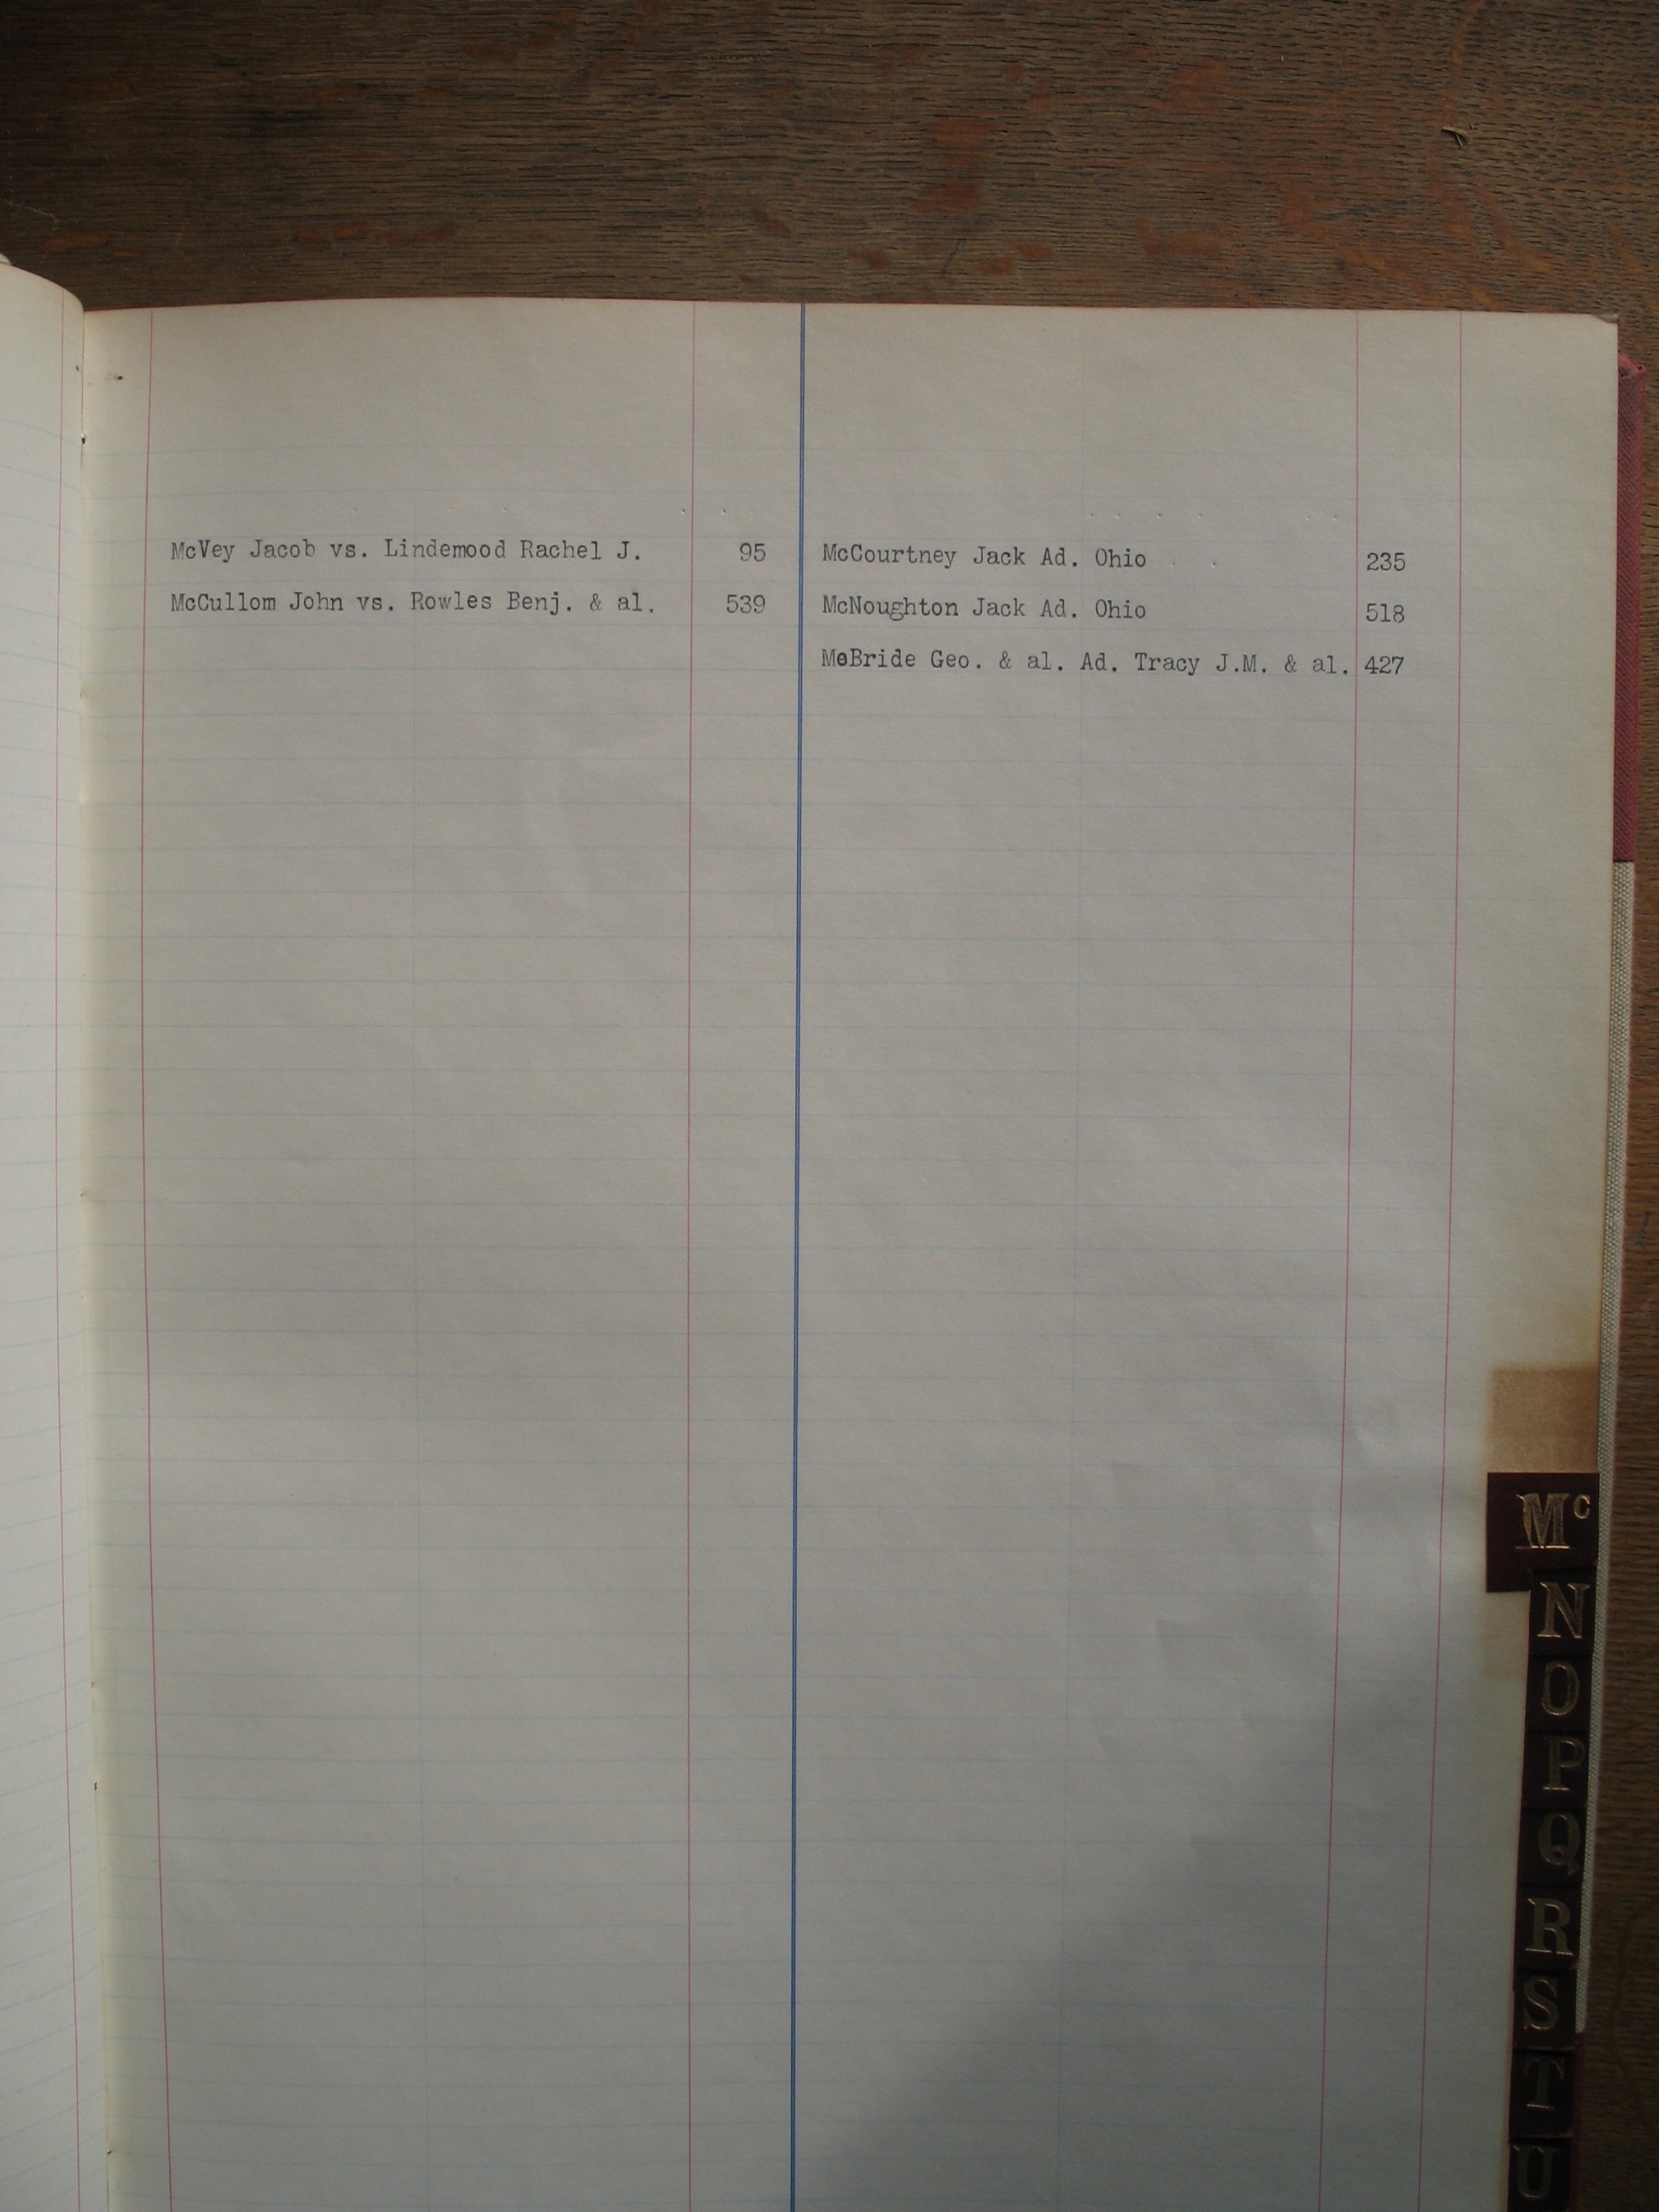 McVey Jacob vs. Lindemood Rachel J. 95
McCullom John vs. Rowles Benj. & al. 539
McCourtney Jack Ad. Ohio 235
McNoughton Jack Ad. Ohio 518
McBride Geo. & al. Ad. Tracy J.M. & al. 427
Mc
N
O
P
Q
R
S
T
U